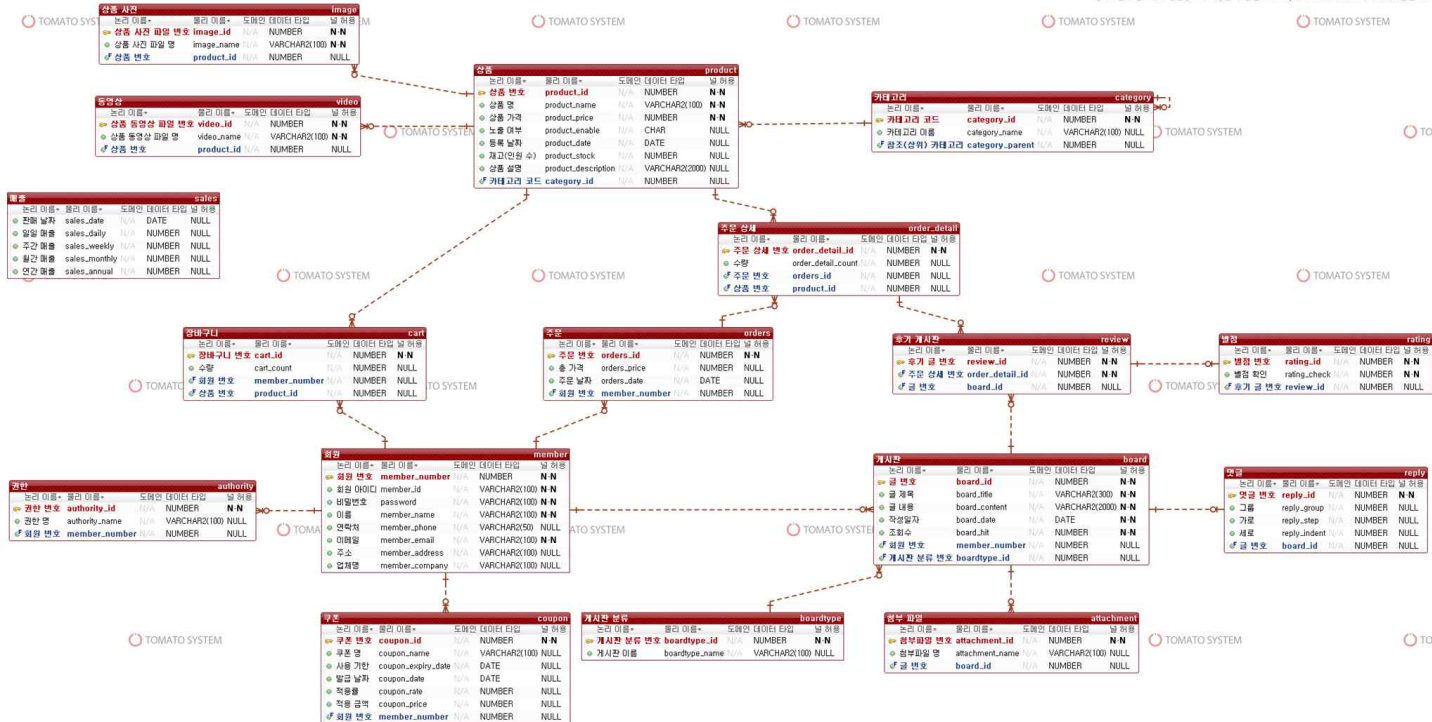 상품 사진 image
논리 이름 물리 이름 도메인 데이터 타입 널 허용
상품 사진 파일 번호 image_id N/A NUMBER N-N
상품 사진 파일 명 image_name N/A VARCHAR2(100) N-N
상품 번호 product_id N/A NUMBER NULL
동영상 video
논리 이름 물리 이름 도메인 데이터 타입 널 허용
상품 동영상 파일 번호 video_id N/A NUMBER N-N
상품 동영상 파일 명 video_name N/A VARCHAR2(100) N-N
상품 번호 product_id N/A NUMBER NULL
상품 product
논리 이름 물리 이름 도메인 데이터 타입 널 허용
상품 번호 product_id N/A NUMBER N-N
상품 명 product_name N/A VARCHAR2(100) N-N
상품 가격 product_price N/A NUMBER N-N
노출 여부 product_enable N/A CHAR NULL
등록 날짜 product_date N/A DATE NULL
재고(인원 수) product_stock N/A NUMBER NULL
상품 설명 product_description N/A VARCHAR2(2000) NULL
카테고리 코드 category_id N/A NUMBER NULL
카테고리 category
논리 이름 물리 이름 도메인 데이터 타입 널 허용
카테고리 코드 category_id N/A NUMBER N-N
카테고리 이름 category_name N/A VARCHAR2(100) NULL
참조(상위) 카테고리 category_parent N/A NUMBER NULL
매출 sales
논리 이름 물리 이름 도메인 데이터 타입 널 허용
판매 날짜 sales_date N/A DATE NULL
일일 매출 sales_daily N/A NUMBER NULL
주간 매출 sales_weekly N/A NUMBER NULL
월간 매출 sales_monthly N/A NUMBER NULL
연간 매출 sales_annual N/A NUMBER NULL
주문 상세 order_detail
논리 이름 물리 이름 도메인 데이터 타입 널 허용
주문 상세 번호 order_detail_id N/A NUMBER N-N
수량 order_detail_count N/A NUMBER NULL
주문 번호 orders_id N/A NUMBER NULL
상품 번호 product_id N/A NUMBER NULL
장바구니 cart
논리 이름 물리 이름 도메인 데이터 타입 널 허용
장바구니 번호 cart_id N/A NUMBER N-N
수량 cart_count N/A NUMBER NULL
회원 번호 member_number N/A NUMBER NULL
상품 번호 product_id N/A NUMBER NULL
주문 orders
논리 이름 물리 이름 도메인 데이터 타입 널 허용
주문 번호 orders_id N/A NUMBER N-N
총 가격 orders_price N/A NUMBER NULL
주문 날짜 orders_date N/A DATE NULL
회원 번호 member_number N/A NUMBER NULL
후기 게시판 review
논리 이름 물리 이름 도메인 데이터 타입 널 허용
후기 글 번호 review_id N/A NUMBER N-N
주문 상세 번호 order_detail_id N/A NUMBER N-N
글 번호 board_id N/A NUMBER NULL
별점 rating
논리 이름 물리 이름 도메인 데이터 타입 널 허용
별점 번호 rating_id N/A NUMBER N-N
별점 확인 rating_check N/A NUMBER N-N
후기 글 번호 review_id N/A NUMBER NULL
회원 member
논리 이름 물리 이름 도메인 데이터 타입 널 허용
회원 번호 member_number N/A NUMBER N-N
회원 아이디 member_id N/A VARCHAR2(100) N-N
비밀번호 password N/A VARCHAR2(100) N-N
이름 member_name N/A VARCHAR2(100) N-N
연락처 member_phone N/A VARCHAR2(50) NULL
이메일 member_email N/A VARCHAR2(100) N-N
주소 member_address N/A VARCHAR2(100) NULL
업체명 member_company N/A VARCHAR2(100) NULL
권한 authority
논리 이름 물리 이름 도메인 데이터 타입 널 허용
권한 번호 authority_id N/A NUMBER N-N
권한 명 authority_name N/A VARCHAR2(100) NULL
회원 번호 member_number N/A NUMBER NULL
게시판 board
논리 이름 물리 이름 도메인 데이터 타입 널 허용
글 번호 board_id N/A NUMBER N-N
글 제목 board_title N/A VARCHAR2(300) N-N
글 내용 board_content N/A VARCHAR2(2000) N-N
작성일자 board_date N/A DATE N-N
조회수 board_hit N/A NUMBER N-N
회원 번호 member_number N/A NUMBER NULL
게시판 분류 번호 boardtype_id N/A NUMBER NULL
댓글 reply
논리 이름 물리 이름 도메인 데이터 타입 널 허용
댓글 번호 reply_id N/A NUMBER N-N
그룹 reply_group N/A NUMBER NULL
가로 reply_step N/A NUMBER NULL
세로 reply_indent N/A NUMBER NULL
글 번호 board_id N/A NUMBER NULL
쿠폰 coupon
논리 이름 물리 이름 도메인 데이터 타입 널 허용
쿠폰 번호 coupon_id N/A NUMBER N-N
쿠폰 명 coupon_name N/A VARCHAR2(100) NULL
사용 기한 coupon_expiry_date N/A DATE NULL
발급 날짜 coupon_date N/A DATE NULL
적용률 coupon_rate N/A NUMBER NULL
적용 금액 coupon_price N/A NUMBER NULL
회원 번호 member_number N/A NUMBER NULL
게시판 분류 boardtype
논리 이름 물리 이름 도메인 데이터 타입 널 허용
게시판 분류 번호 boardtype_id N/A NUMBER N-N
게시판 이름 boardtype_name N/A VARCHAR2(100) NULL
첨부 파일 attachment
논리 이름 물리 이름 도메인 데이터 타입 널 허용
첨부파일 번호 attachment_id N/A NUMBER N-N
첨부파일 명 attachment_name N/A VARCHAR2(100) NULL
글 번호 board_id N/A NUMBER NULL
TOMATO SYSTEM